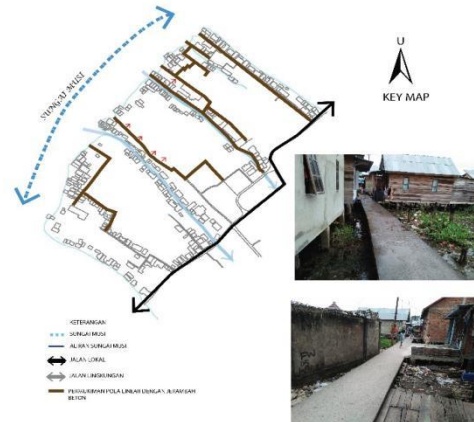 U
KEY MAP
SUNGAI MUSI
KETERANGAN
SUNGAI MUSI
ALIRAN SUNGAI MUSI
JALAN LOKAL
JALAN LINGKUNGAN
PERMUKIMAN POLA LINEAR DENGAN JERAMBAH
BETON